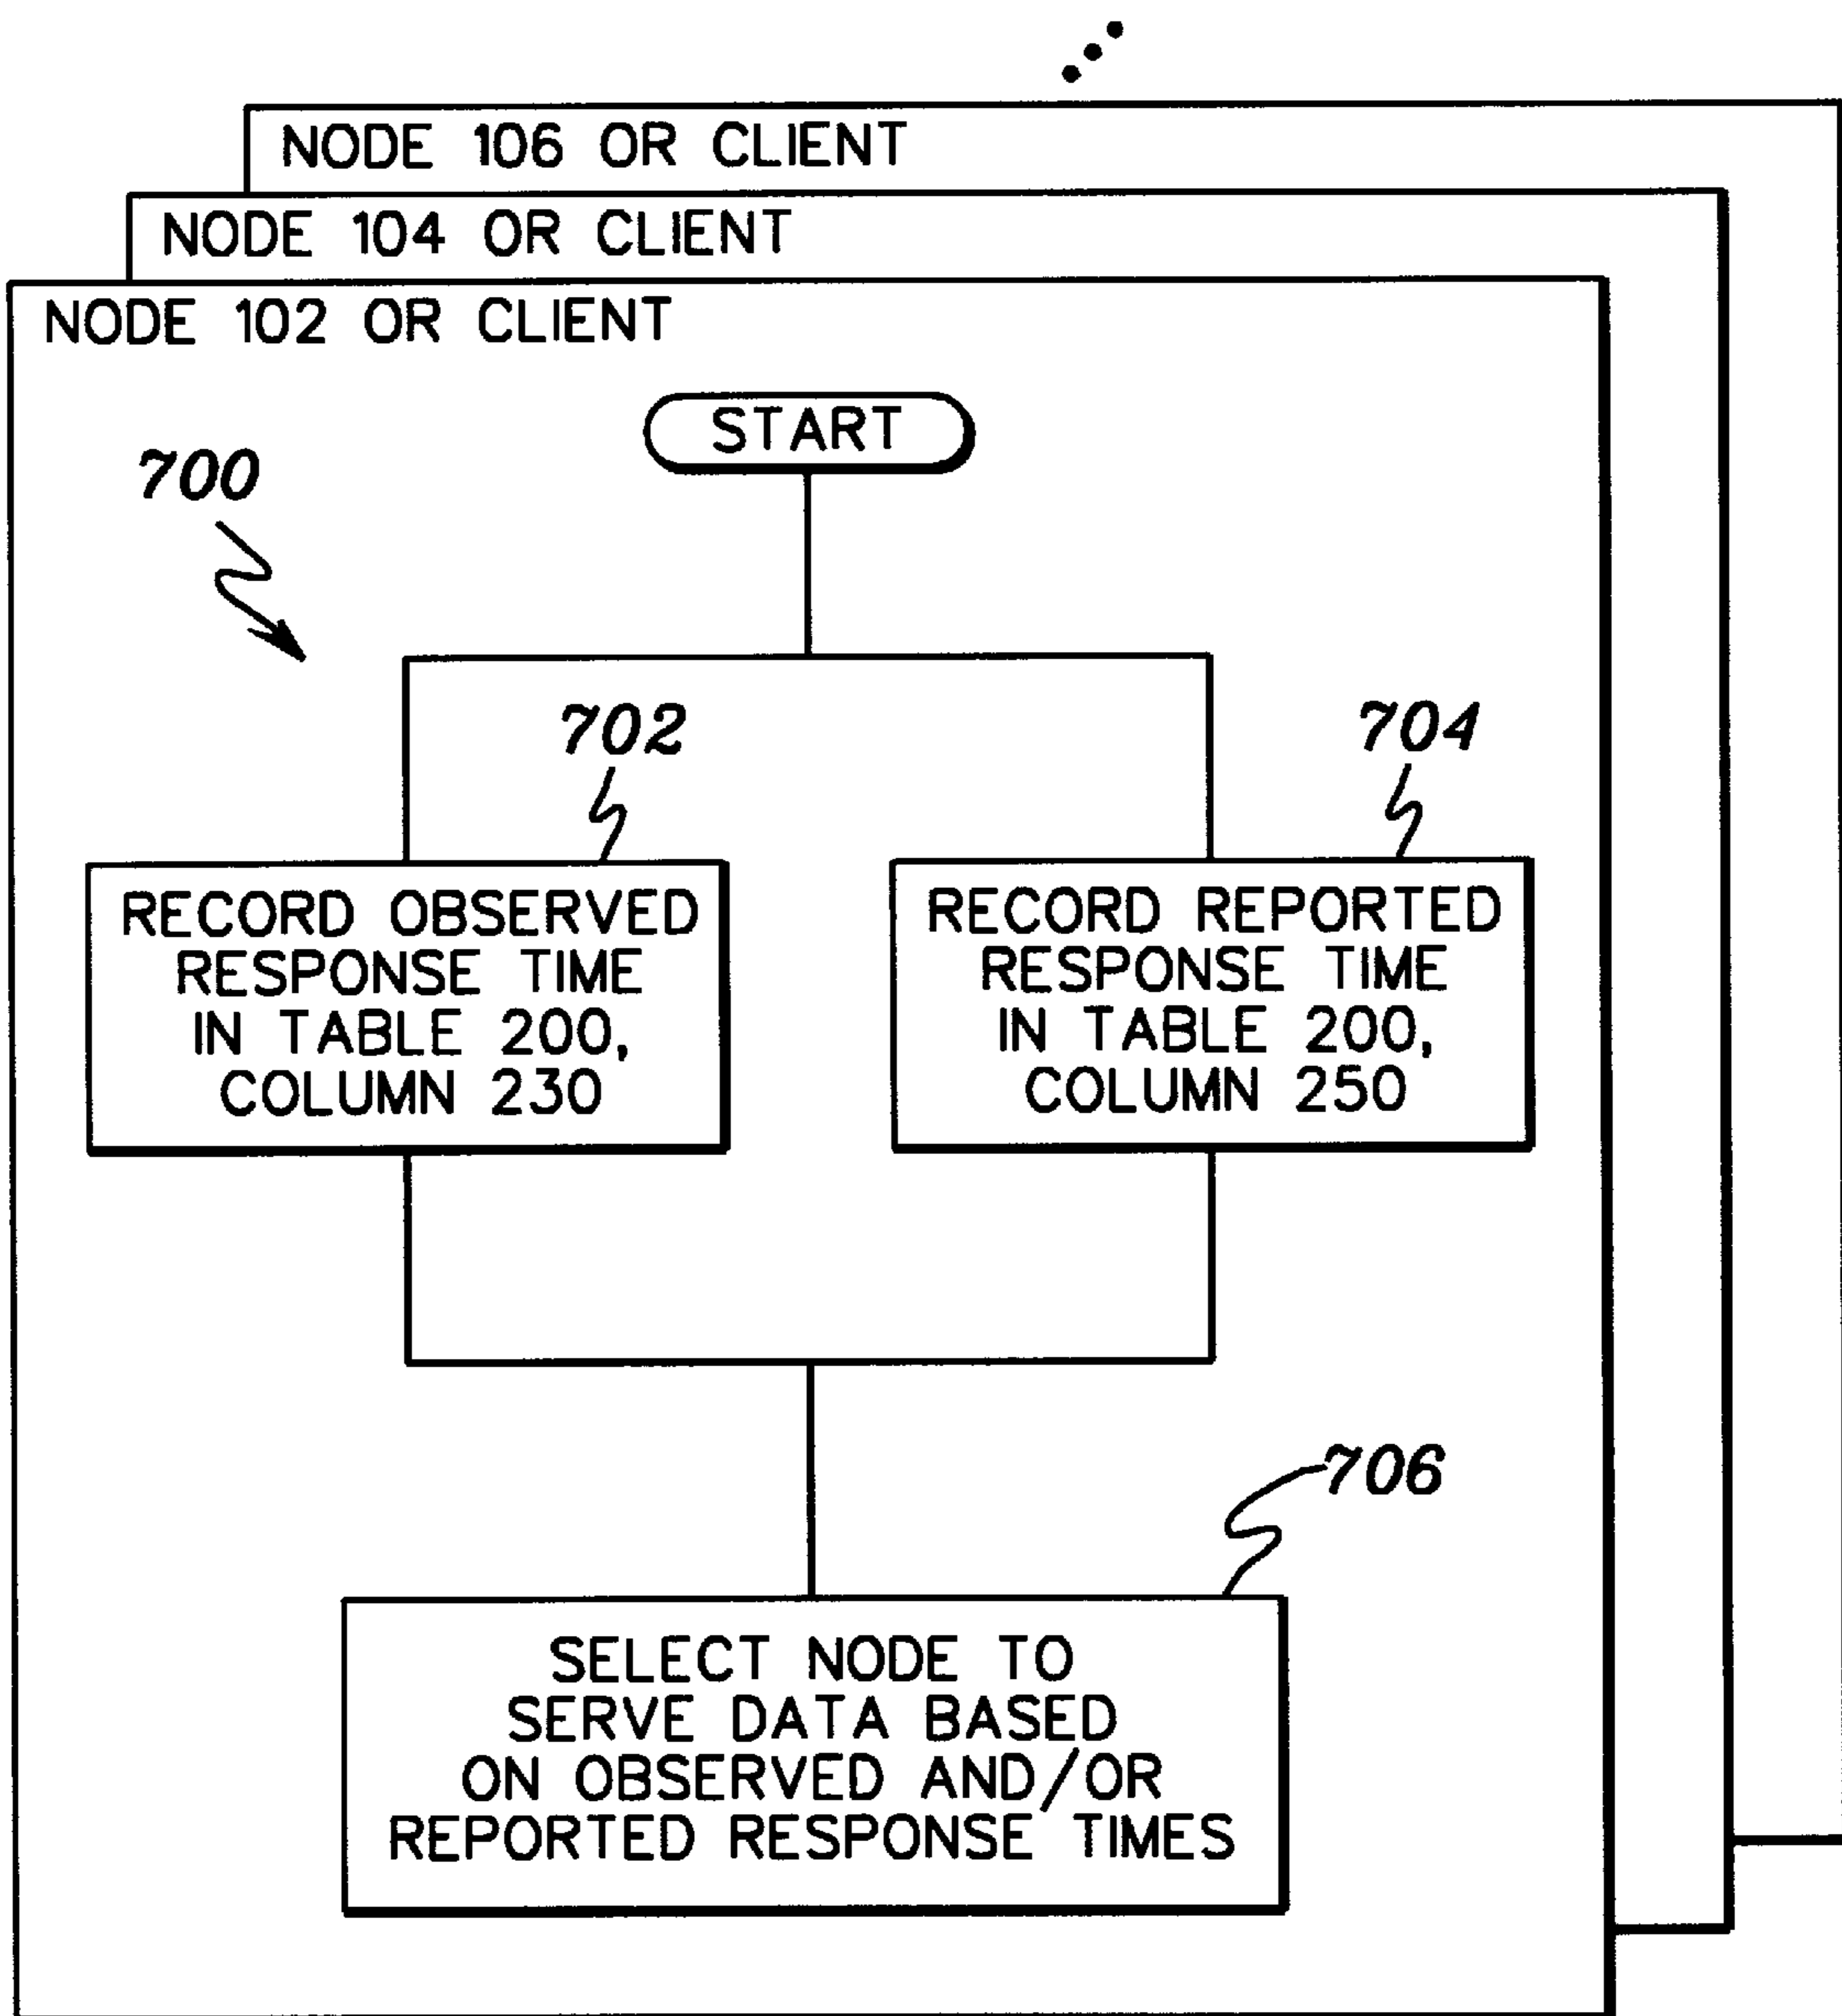 NODE 106 OR CLIENT
NODE 104 OR CLIENT
NODE 102 OR CLIENT
START
700
702
704
RECORD OBSERVED
RESPONSE TIME
IN TABLE 200,
COLUMN 230
RECORD REPORTED
RESPONSE TIME
IN TABLE 200,
COLUMN 250
706
SELECT NODE TO
SERVE DATA BASED
ON OBSERVED AND/OR
REPORTED RESPONSE TIMES